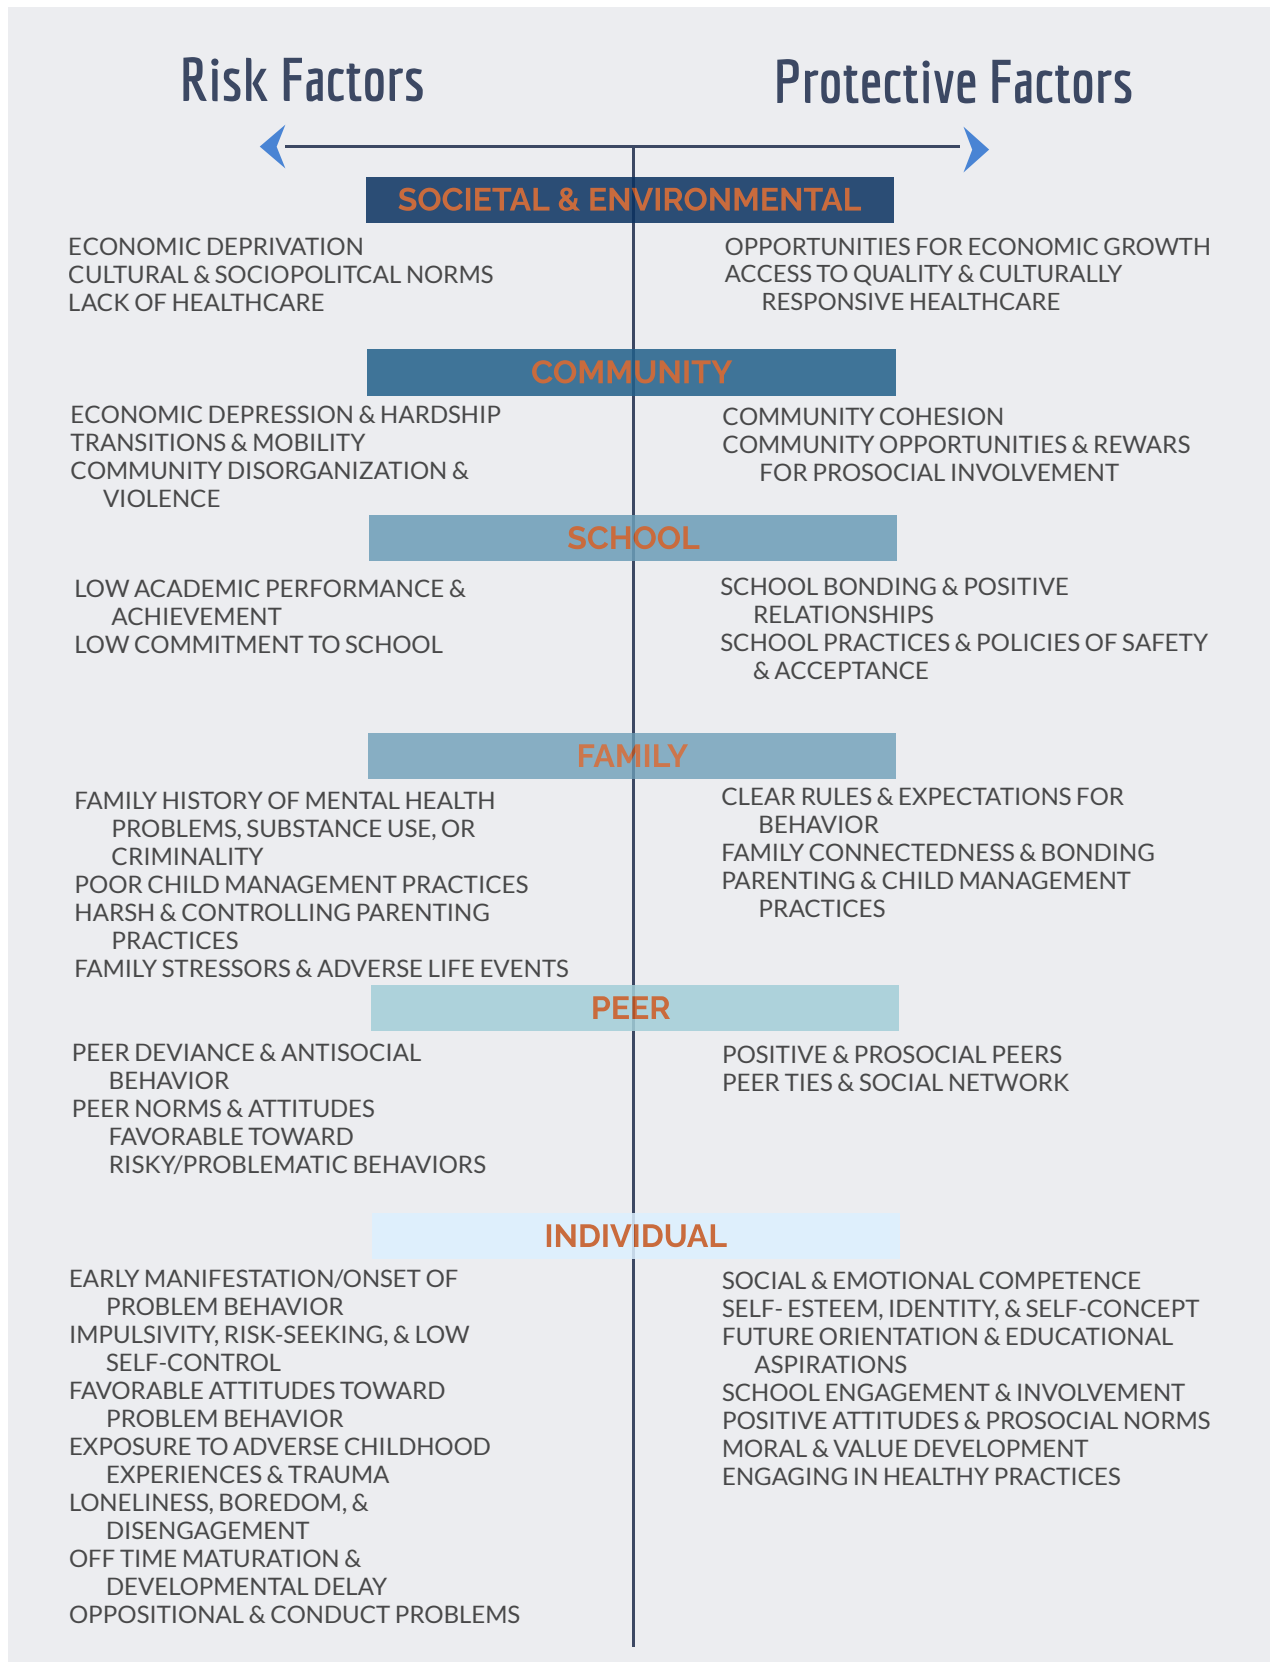 Risk Factors
Protective Factors
SOCIETAL & ENVIRONMENTAL
ECONOMIC DEPRIVATION
CULTURAL & SOCIOPOLITCAL NORMS
LACK OF HEALTHCARE
OPPORTUNITIES FOR ECONOMIC GROWTH
ACCESS TO QUALITY & CULTURALLY
RESPONSIVE HEALTHCARE
COMMUNITY
ECONOMIC DEPRESSION & HARDSHIP
TRANSITIONS & MOBILITY
COMMUNITY DISORGANIZATION &
VIOLENCE
COMMUNITY COHESION
COMMUNITY OPPORTUNITIES & REWARS
FOR PROSOCIAL INVOLVEMENT
SCHOOL
LOW ACADEMIC PERFORMANCE &
ACHIEVEMENT
LOW COMMITMENT TO SCHOOL
SCHOOL BONDING & POSITIVE
RELATIONSHIPS
SCHOOL PRACTICES & POLICIES OF SAFETY
& ACCEPTANCE
FAMILY
FAMILY HISTORY OF MENTAL HEALTH
PROBLEMS, SUBSTANCE USE, OR
CRIMINALITY
POOR CHILD MANAGEMENT PRACTICES
HARSH & CONTROLLING PARENTING
PRACTICES
FAMILY STRESSORS & ADVERSE LIFE EVENTS
CLEAR RULES & EXPECTATIONS FOR
BEHAVIOR
FAMILY CONNECTEDNESS & BONDING
PARENTING & CHILD MANAGEMENT
PRACTICES
PEER
PEER DEVIANCE & ANTISOCIAL
BEHAVIOR
PEER NORMS & ATTITUDES
FAVORABLE TOWARD
RISKY/PROBLEMATIC BEHAVIORS
POSITIVE & PROSOCIAL PEERS
PEER TIES & SOCIAL NETWORK
INDIVIDUAL
EARLY MANIFESTATION/ONSET OF
PROBLEM BEHAVIOR
IMPULSIVITY, RISK-SEEKING, & LOW
SELF-CONTROL
FAVORABLE ATTITUDES TOWARD
PROBLEM BEHAVIOR
EXPOSURE TO ADVERSE CHILDHOOD
EXPERIENCES & TRAUMA
LONELINESS, BOREDOM, &
DISENGAGEMENT
OFF TIME MATURATION &
DEVELOPMENTAL DELAY
OPPOSITIONAL & CONDUCT PROBLEMS
SOCIAL & EMOTIONAL COMPETENCE
SELF- ESTEEM, IDENTITY, & SELF-CONCEPT
FUTURE ORIENTATION & EDUCATIONAL
ASPIRATIONS
SCHOOL ENGAGEMENT & INVOLVEMENT
POSITIVE ATTITUDES & PROSOCIAL NORMS
MORAL & VALUE DEVELOPMENT
ENGAGING IN HEALTHY PRACTICES